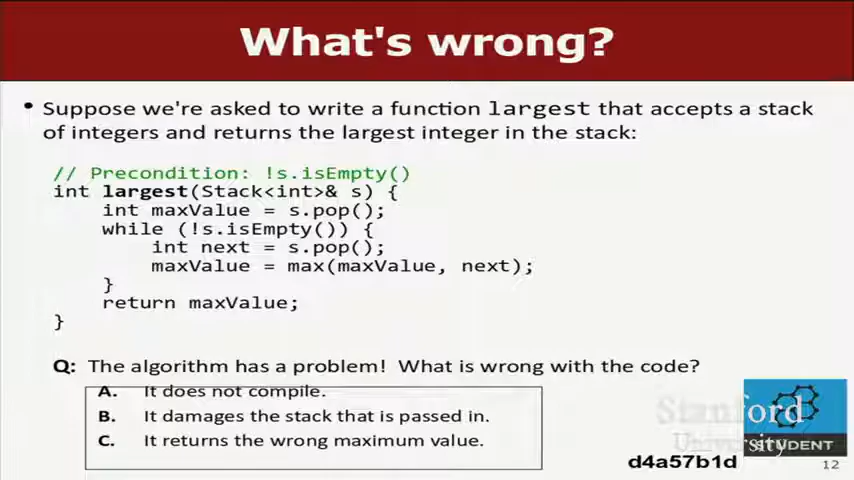 What's wrong?
• Suppose we're asked to write a function largest that accepts a stack
of integers and returns the largest integer in the stack:
// Precondition: !s.isEmpty()
int largest(Stack<int>& s) {
int maxValue = s.pop();
while (!s.isEmpty()) {
int next = s.pop();
maxValue = max(maxValue, next);
}
return maxValue;
}
Q: The algorithm has a problem! What is wrong with the code?
A. It does not compile.
B. It damages the stack that is passed in.
C. It returns the wrong maximum value.
Stanford
University
STUDENT
d4a57b1d
12